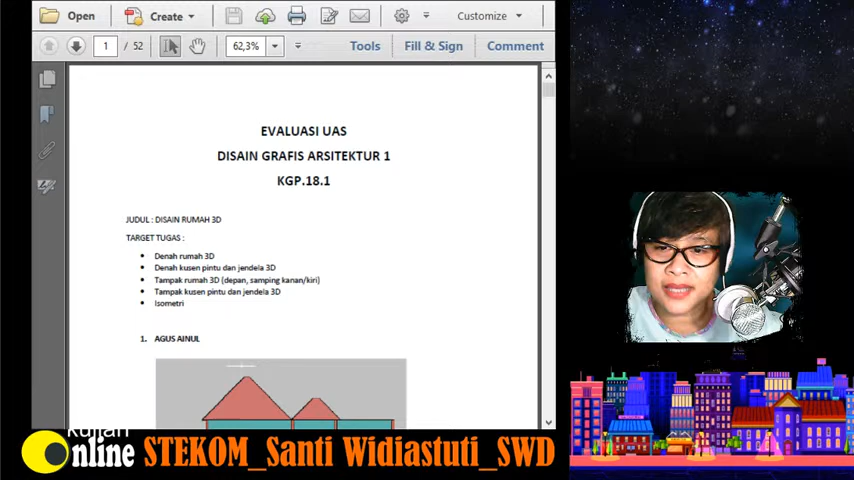 Open
Create
Customize
1 / 52
62,3%
Tools
Fill & Sign
Comment
EVALUASI UAS
DISAIN GRAFIS ARSITEKTUR 1
KGP.18.1
JUDUL : DISAIN RUMAH 3D
TARGET TUGAS :
• Denah rumah 3D
• Denah kusen pintu dan jendela 3D
• Tampak rumah 3D (depan, samping kanan/kiri)
• Tampak kusen pintu dan jendela 3D
• Isometri
1. AGUS AINUL
kuliah
Online STEKOM_Santi Widiastuti_SWD